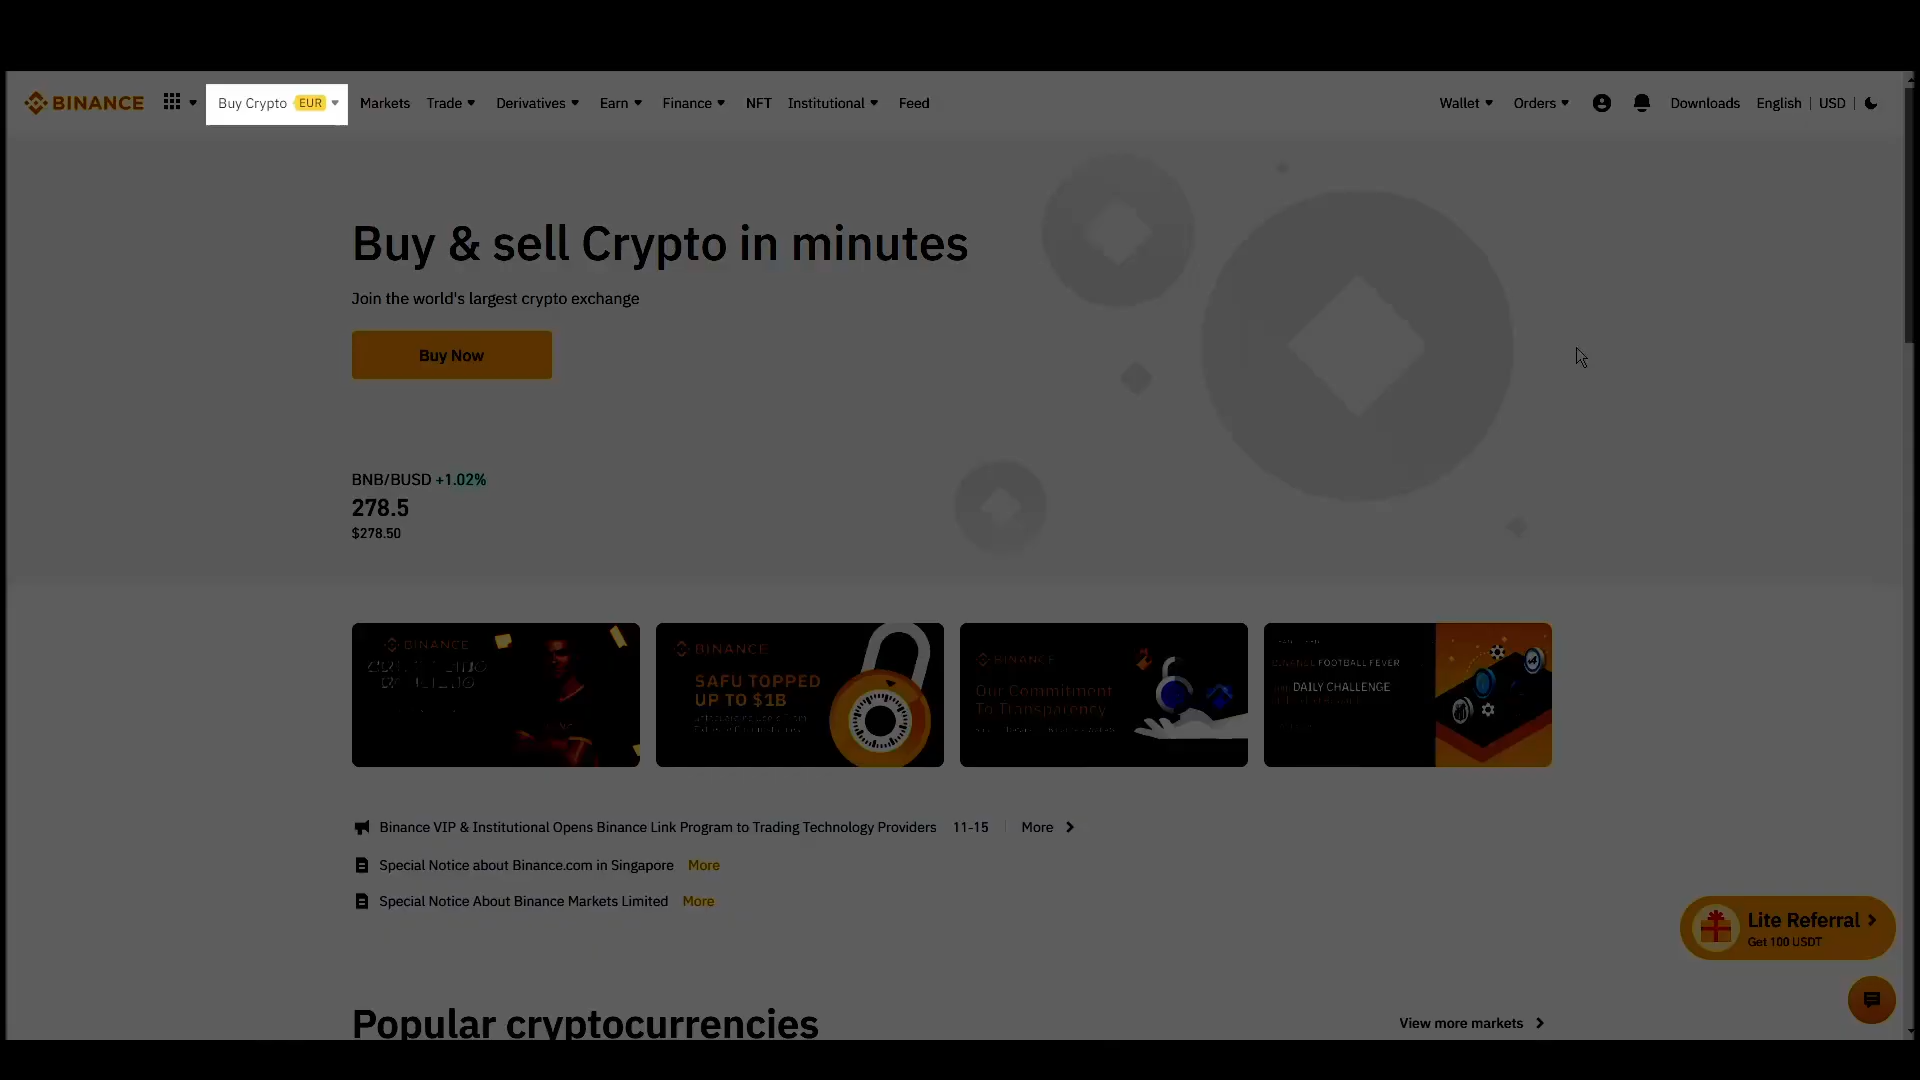 BINANCE
Buy Crypto EUR
Markets
Trade
Derivatives
Earn
Finance
NFT
Institutional
Feed
Wallet
Orders
Downloads
English
USD
Buy & sell Crypto in minutes
Join the world's largest crypto exchange
Buy Now
BNB/BUSD +1.02%
278.5
$278.50
BINANCE
BINANCE
SAFU TOPPED
UP TO $1B
BINANCE
Our Commitment
To Transparency
FOOTBALL FEVER
DAILY CHALLENGE
Binance VIP & Institutional Opens Binance Link Program to Trading Technology Providers 11-15 More
Special Notice about Binance.com in Singapore More
Special Notice About Binance Markets Limited More
Lite Referral
Get 100 USDT
Popular cryptocurrencies
View more markets